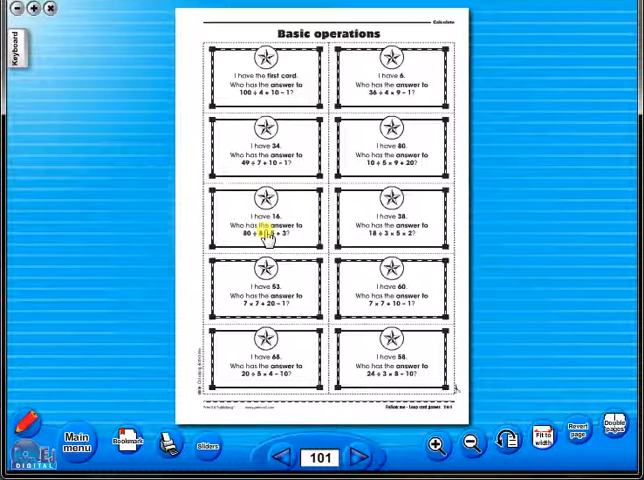 Calculate
Basic operations
I have the first card.
Who has the answer to
100 ÷ 4 + 10 – 1?
I have 6.
Who has the answer to
36 ÷ 4 × 9 – 1?
I have 34.
Who has the answer to
49 ÷ 7 + 10 – 1?
I have 80.
Who has the answer to
10 ÷ 5 × 9 + 20?
I have 16.
Who has the answer to
80 ÷ 8 5 + 3?
I have 38.
Who has the answer to
18 ÷ 3 × 5 × 2?
I have 53.
Who has the answer to
7 × 7 + 20 – 1?
I have 60.
Who has the answer to
7 × 7 + 10 – 1?
I have 68.
Who has the answer to
20 ÷ 5 × 4 – 10?
I have 58.
Who has the answer to
24 ÷ 3 × 8 – 10?
Keyboard
Main menu
Bookmark
Sliders
101
Fit to width
Revert page
Double pages
DIGITAL